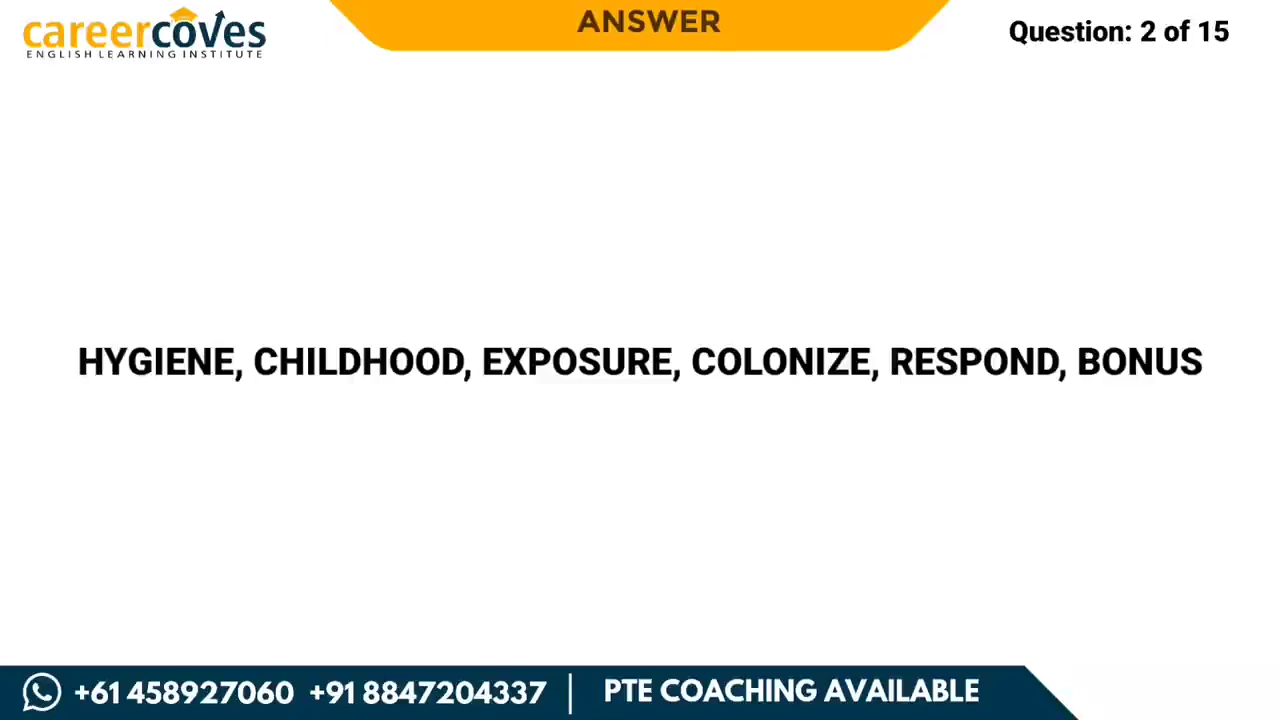 careercoves
ENGLISH LEARNING INSTITUTE
ANSWER
Question: 2 of 15
HYGIENE, CHILDHOOD, EXPOSURE, COLONIZE, RESPOND, BONUS
+61 458927060 +91 8847204337 | PTE COACHING AVAILABLE